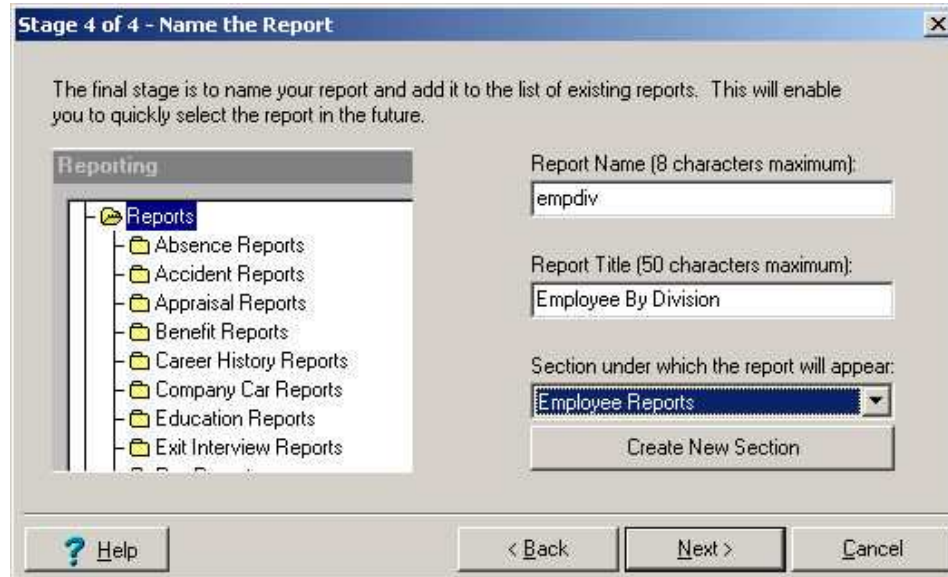 Stage 4 of 4 - Name the Report
The final stage is to name your report and add it to the list of existing reports. This will enable
you to quickly select the report in the future.
Reporting
Reports
Absence Reports
Accident Reports
Appraisal Reports
Benefit Reports
Career History Reports
Company Car Reports
Education Reports
Exit Interview Reports
Report Name (8 characters maximum):
empdiv
Report Title (50 characters maximum):
Employee By Division
Section under which the report will appear:
Employee Reports
Create New Section
? Help
< Back
Next >
Cancel